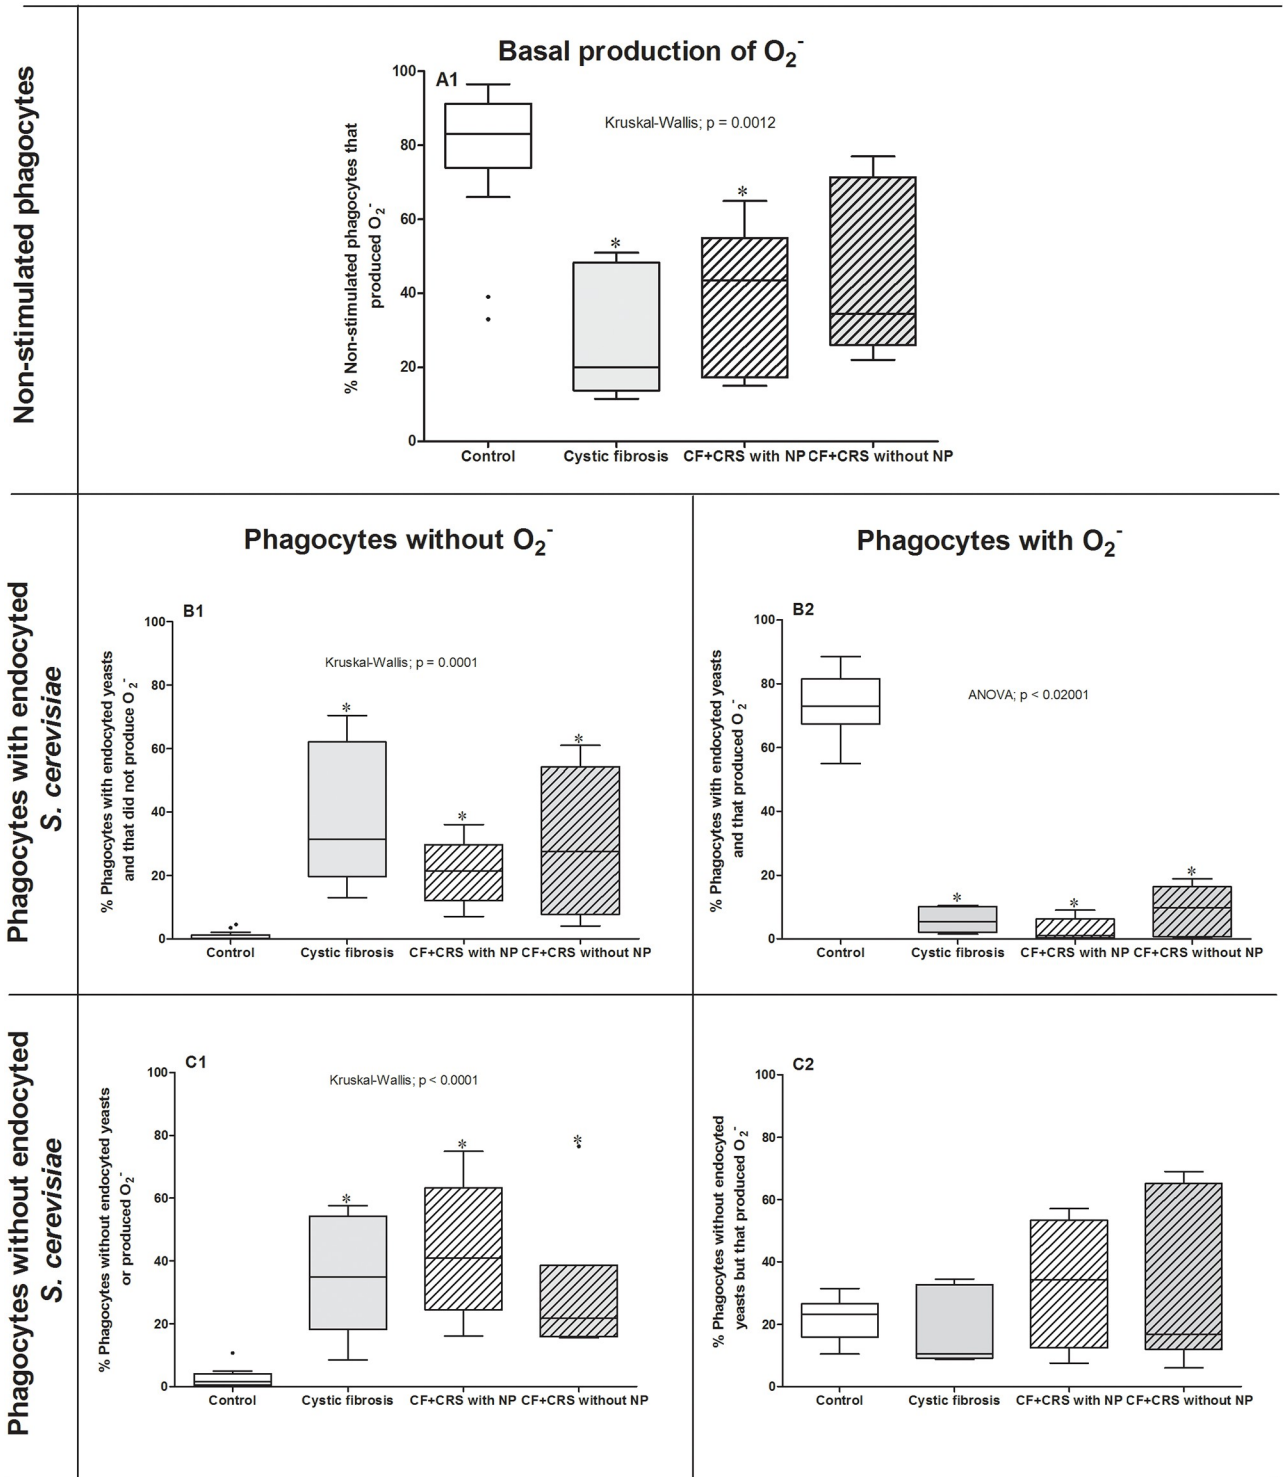 Non-stimulated phagocytes
Basal production of O₂⁻
A1
Kruskal-Wallis; p = 0.0012
% Non-stimulated phagocytes that
produced O₂⁻
100
80
60
40
20
0
*
*
Control
Cystic fibrosis
CF+CRS with NP
CF+CRS without NP
Phagocytes with endocyted
S. cerevisiae
Phagocytes without O₂⁻
B1
Kruskal-Wallis; p = 0.0001
% Phagocytes with endocyted yeasts
and that did not produce O₂⁻
100
80
60
40
20
0
*
*
*
Control
Cystic fibrosis
CF+CRS with NP
CF+CRS without NP
Phagocytes with O₂⁻
B2
ANOVA; p < 0.02001
% Phagocytes with endocyted yeasts
and that produced O₂⁻
100
80
60
40
20
0
*
*
*
Control
Cystic fibrosis
CF+CRS with NP
CF+CRS without NP
Phagocytes without endocyted
S. cerevisiae
C1
Kruskal-Wallis; p < 0.0001
% Phagocytes without endocyted yeasts
or produced O₂⁻
100
80
60
40
20
0
*
*
*
Control
Cystic fibrosis
CF+CRS with NP
CF+CRS without NP
C2
% Phagocytes without endocyted
yeasts but that produced O₂⁻
100
80
60
40
20
0
Control
Cystic fibrosis
CF+CRS with NP
CF+CRS without NP